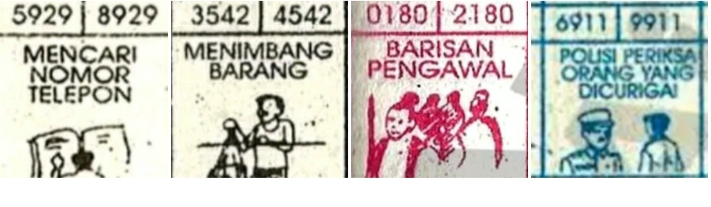 5929 | 8929
MENCARI
NOMOR
TELEPON
3542 | 4542
MENIMBANG
BARANG
0180 | 2180
BARISAN
PENGAWAL
6911 | 9911
POLISI PERIKSA
ORANG YANG
DICURIGAI